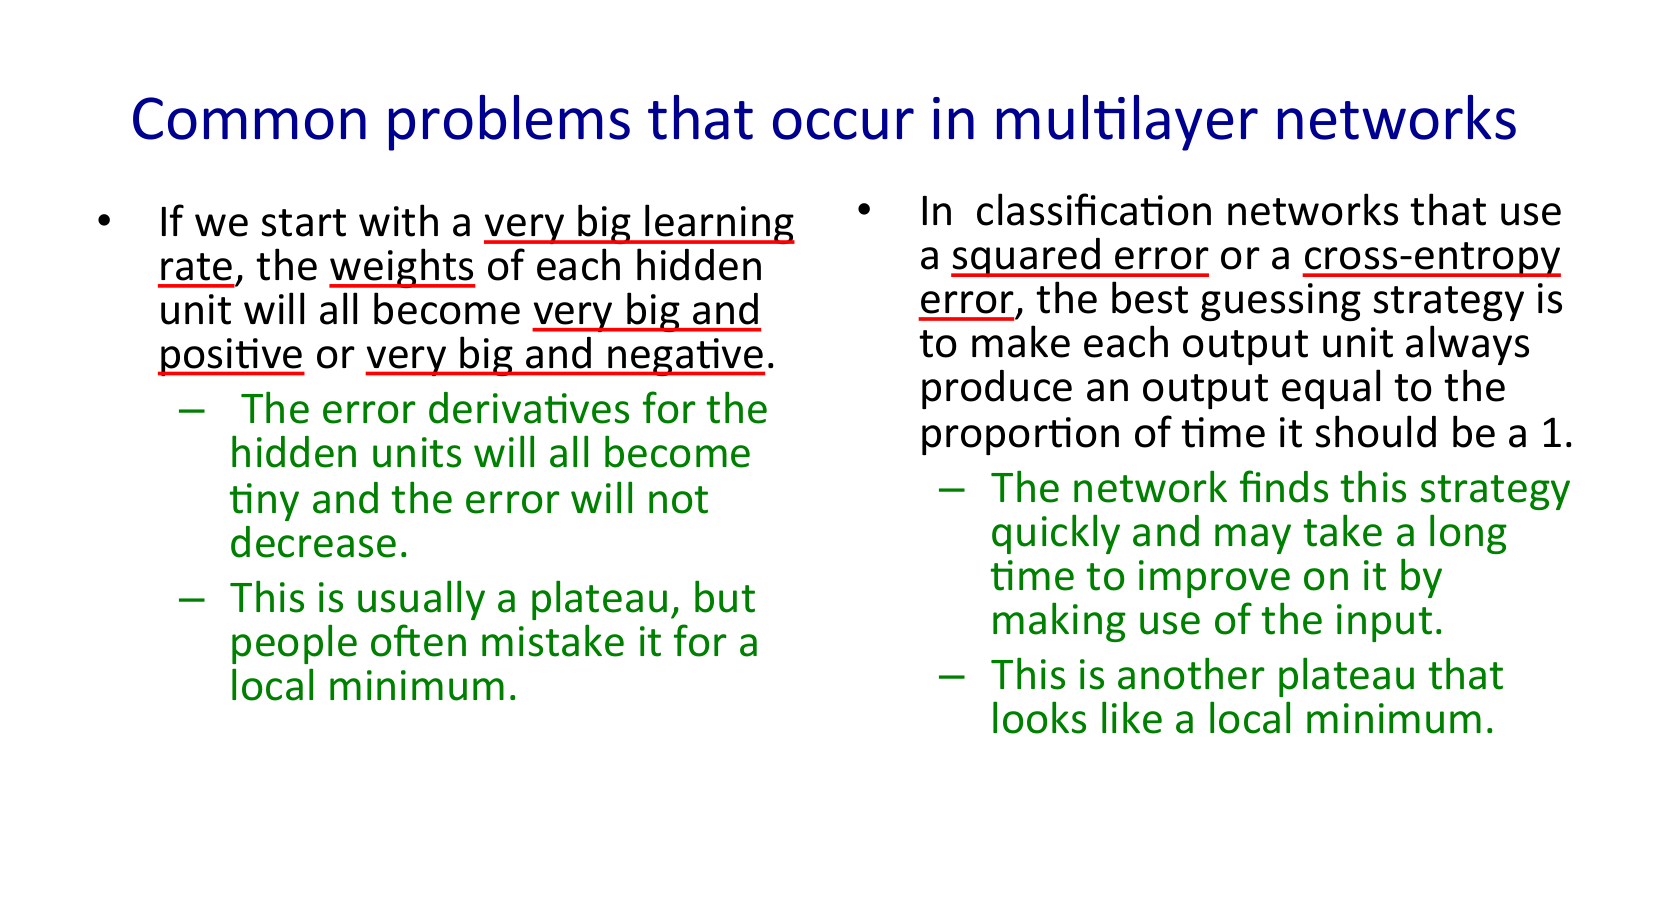 Common problems that occur in multilayer networks
• If we start with a very big learning
rate, the weights of each hidden
unit will all become very big and
positive or very big and negative.
– The error derivatives for the
hidden units will all become
tiny and the error will not
decrease.
– This is usually a plateau, but
people often mistake it for a
local minimum.
• In classification networks that use
a squared error or a cross-entropy
error, the best guessing strategy is
to make each output unit always
produce an output equal to the
proportion of time it should be a 1.
– The network finds this strategy
quickly and may take a long
time to improve on it by
making use of the input.
– This is another plateau that
looks like a local minimum.